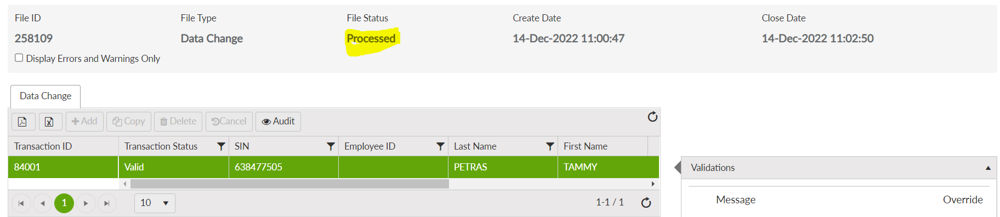 File ID File Type File Status Create Date Close Date
258109 Data Change Processed 14-Dec-2022 11:00:47 14-Dec-2022 11:02:50
Display Errors and Warnings Only
Data Change
Add Copy Delete Cancel Audit
Transaction ID Transaction Status SIN Employee ID Last Name First Name
84001 Valid 638477505 PETRAS TAMMY
Validations
Message Override
1 10 1-1 / 1